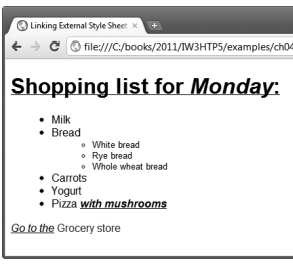 Linking External Style Sheet
file:///C:/books/2011/IW3HTP5/examples/ch04
Shopping list for Monday:
Milk
Bread
White bread
Rye bread
Whole wheat bread
Carrots
Yogurt
Pizza with mushrooms
Go to the Grocery store